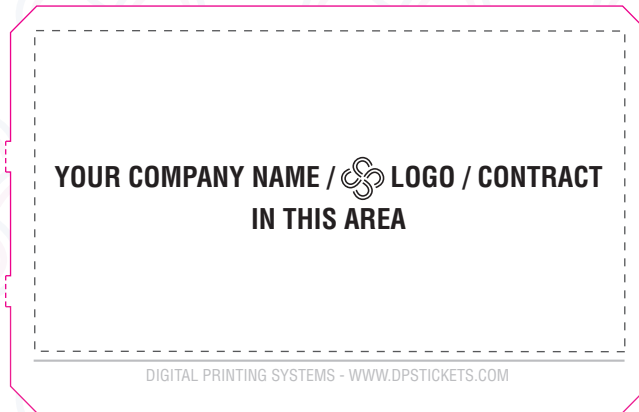 YOUR COMPANY NAME / LOGO / CONTRACT
IN THIS AREA
DIGITAL PRINTING SYSTEMS - WWW.DPSTICKETS.COM